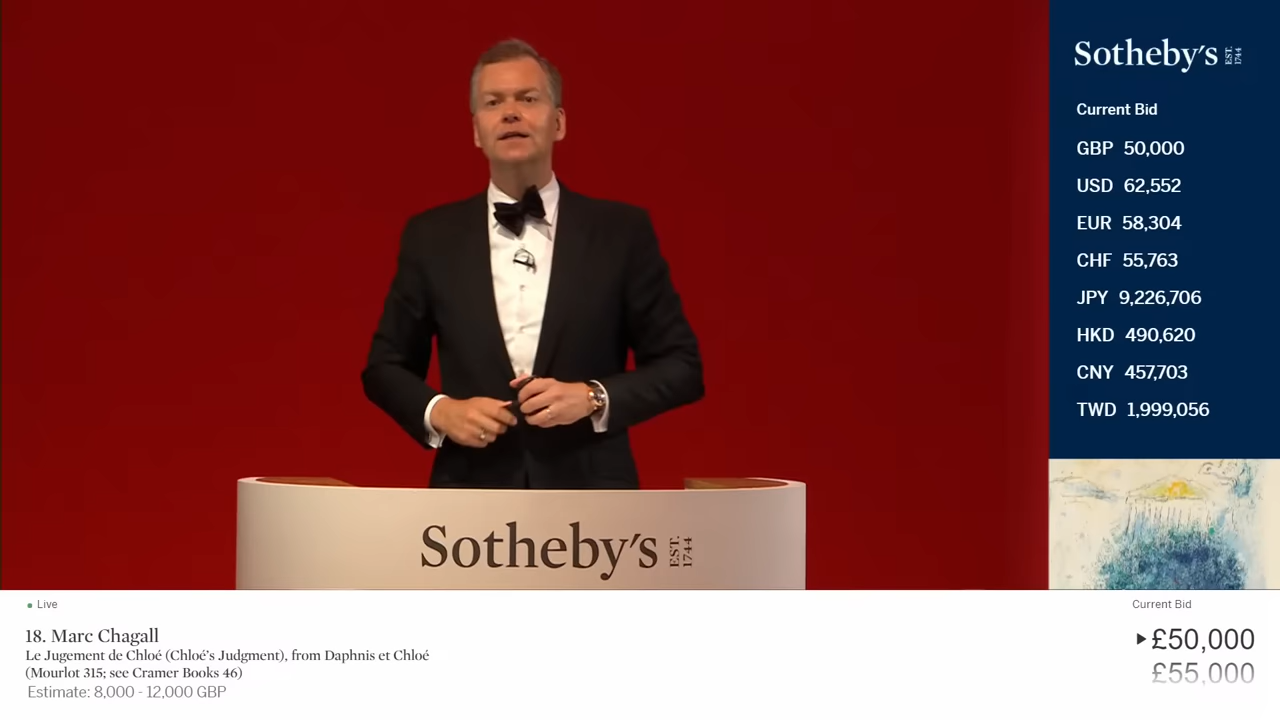 Sotheby's EST. 1744
Current Bid
GBP 50,000
USD 62,552
EUR 58,304
CHF 55,763
JPY 9,226,706
HKD 490,620
CNY 457,703
TWD 1,999,056
Sotheby's EST. 1744
Live
18. Marc Chagall
Le Jugement de Chloé (Chloé's Judgment), from Daphnis et Chloé
(Mourlot 315; see Cramer Books 46)
Estimate: 8,000 - 12,000 GBP
Current Bid
£50,000
£55,000